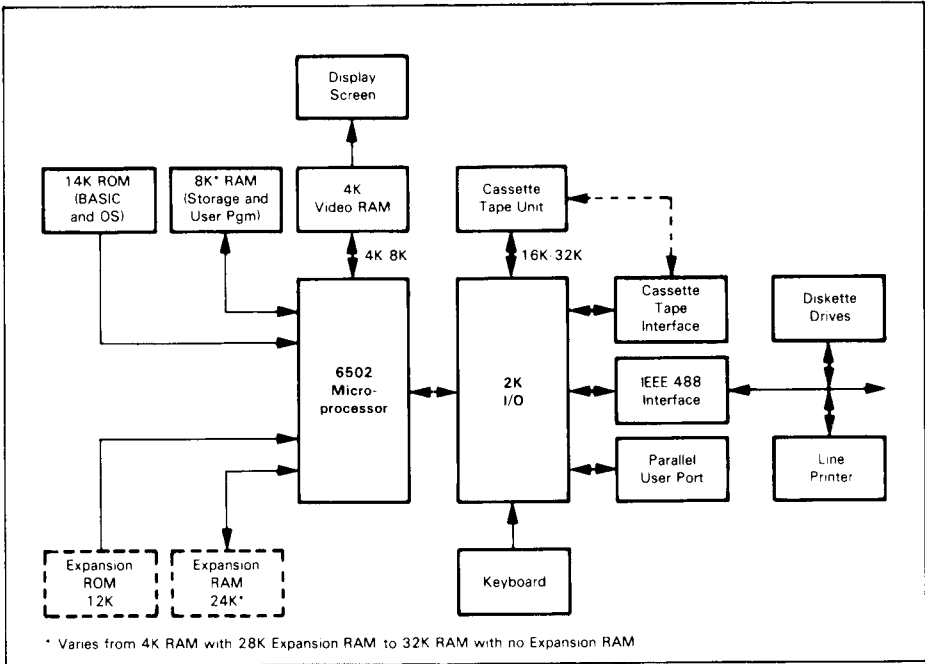 Display
Screen
14K ROM
(BASIC
and OS)
8K* RAM
(Storage and
User Pgm)
4K
Video RAM
Cassette
Tape Unit
4K 8K
16K-32K
Cassette
Tape
Interface
Diskette
Drives
6502
Micro-
processor
2K
I/O
IEEE 488
Interface
Parallel
User Port
Line
Printer
Expansion
ROM
12K
Expansion
RAM
24K*
Keyboard
* Varies from 4K RAM with 28K Expansion RAM to 32K RAM with no Expansion RAM